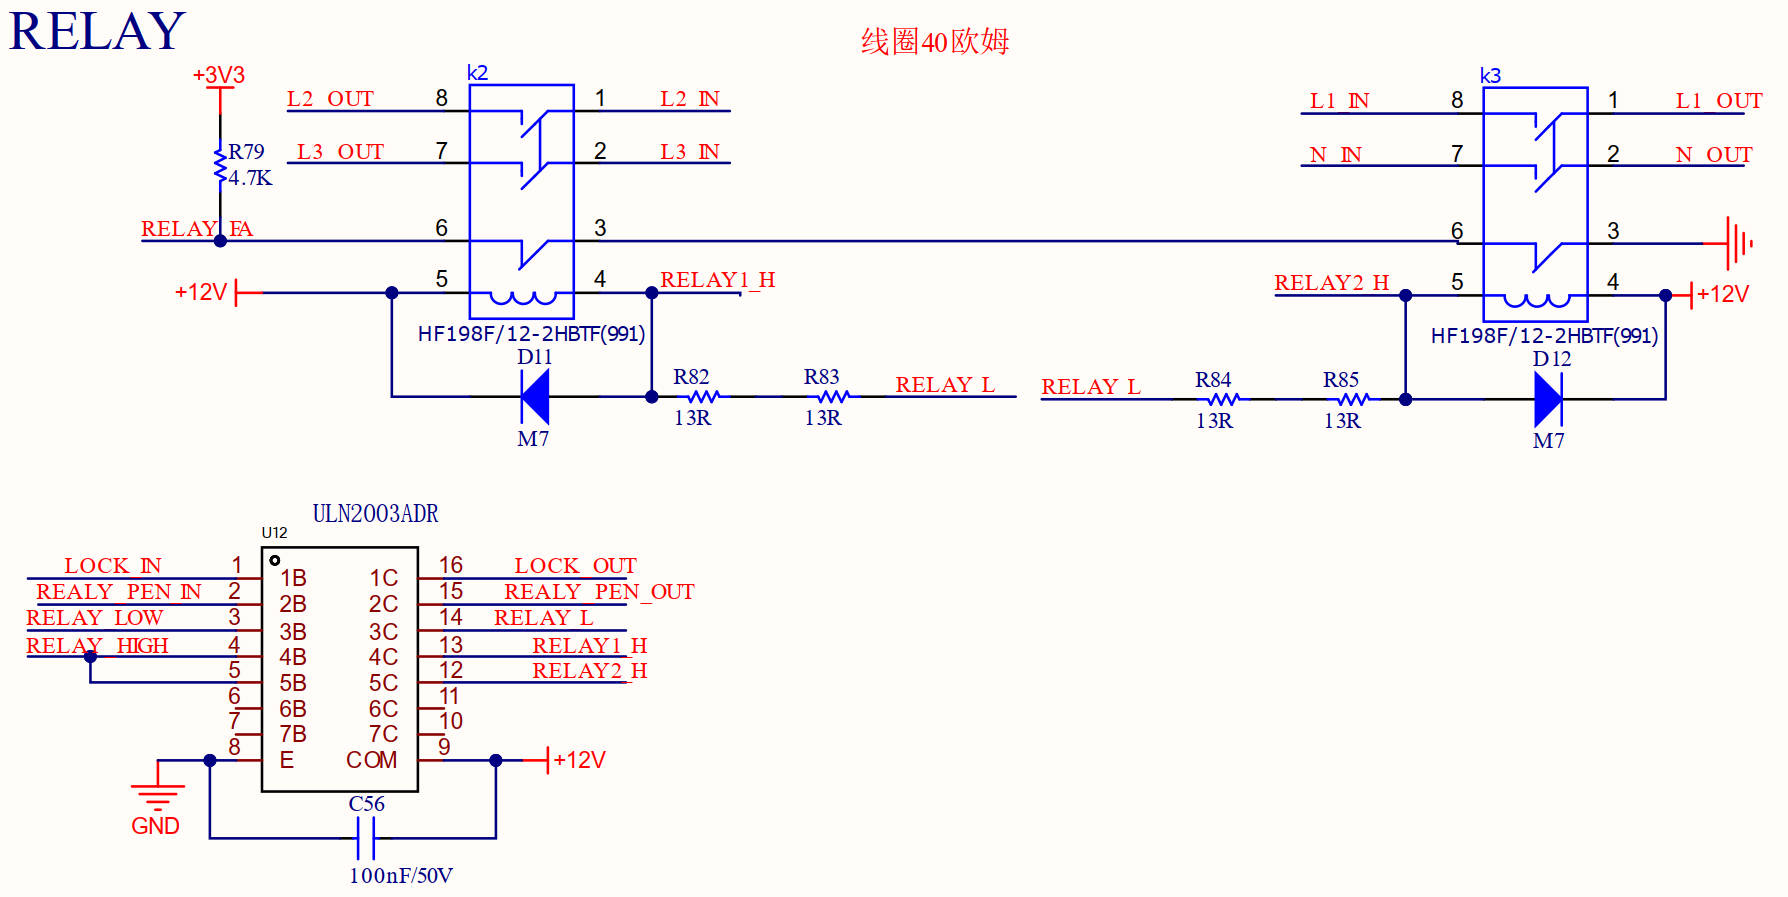 RELAY
线圈40欧姆
+3V3
R79
4.7K
RELAY_FA
+12V
k2
L2_OUT 8 1 L2_IN
L3_OUT 7 2 L3_IN
6 3
5 4 RELAY1_H
HF198F/12-2HBTF(991)
D11
M7
R82
13R
R83
13R
RELAY_L
k3
L1_IN 8 1 L1_OUT
N_IN 7 2 N_OUT
6 3
RELAY2_H 5 4 +12V
HF198F/12-2HBTF(991)
D12
M7
RELAY_L
R84
13R
R85
13R
ULN2003ADR
U12
LOCK_IN 1 1B 1C 16 LOCK_OUT
REALY_PEN_IN 2 2B 2C 15 REALY_PEN_OUT
RELAY_LOW 3 3B 3C 14 RELAY_L
RELAY_HIGH 4 4B 4C 13 RELAY1_H
5 5B 5C 12 RELAY2_H
6 6B 6C 11
7 7B 7C 10
8 E COM 9 +12V
GND
C56
100nF/50V